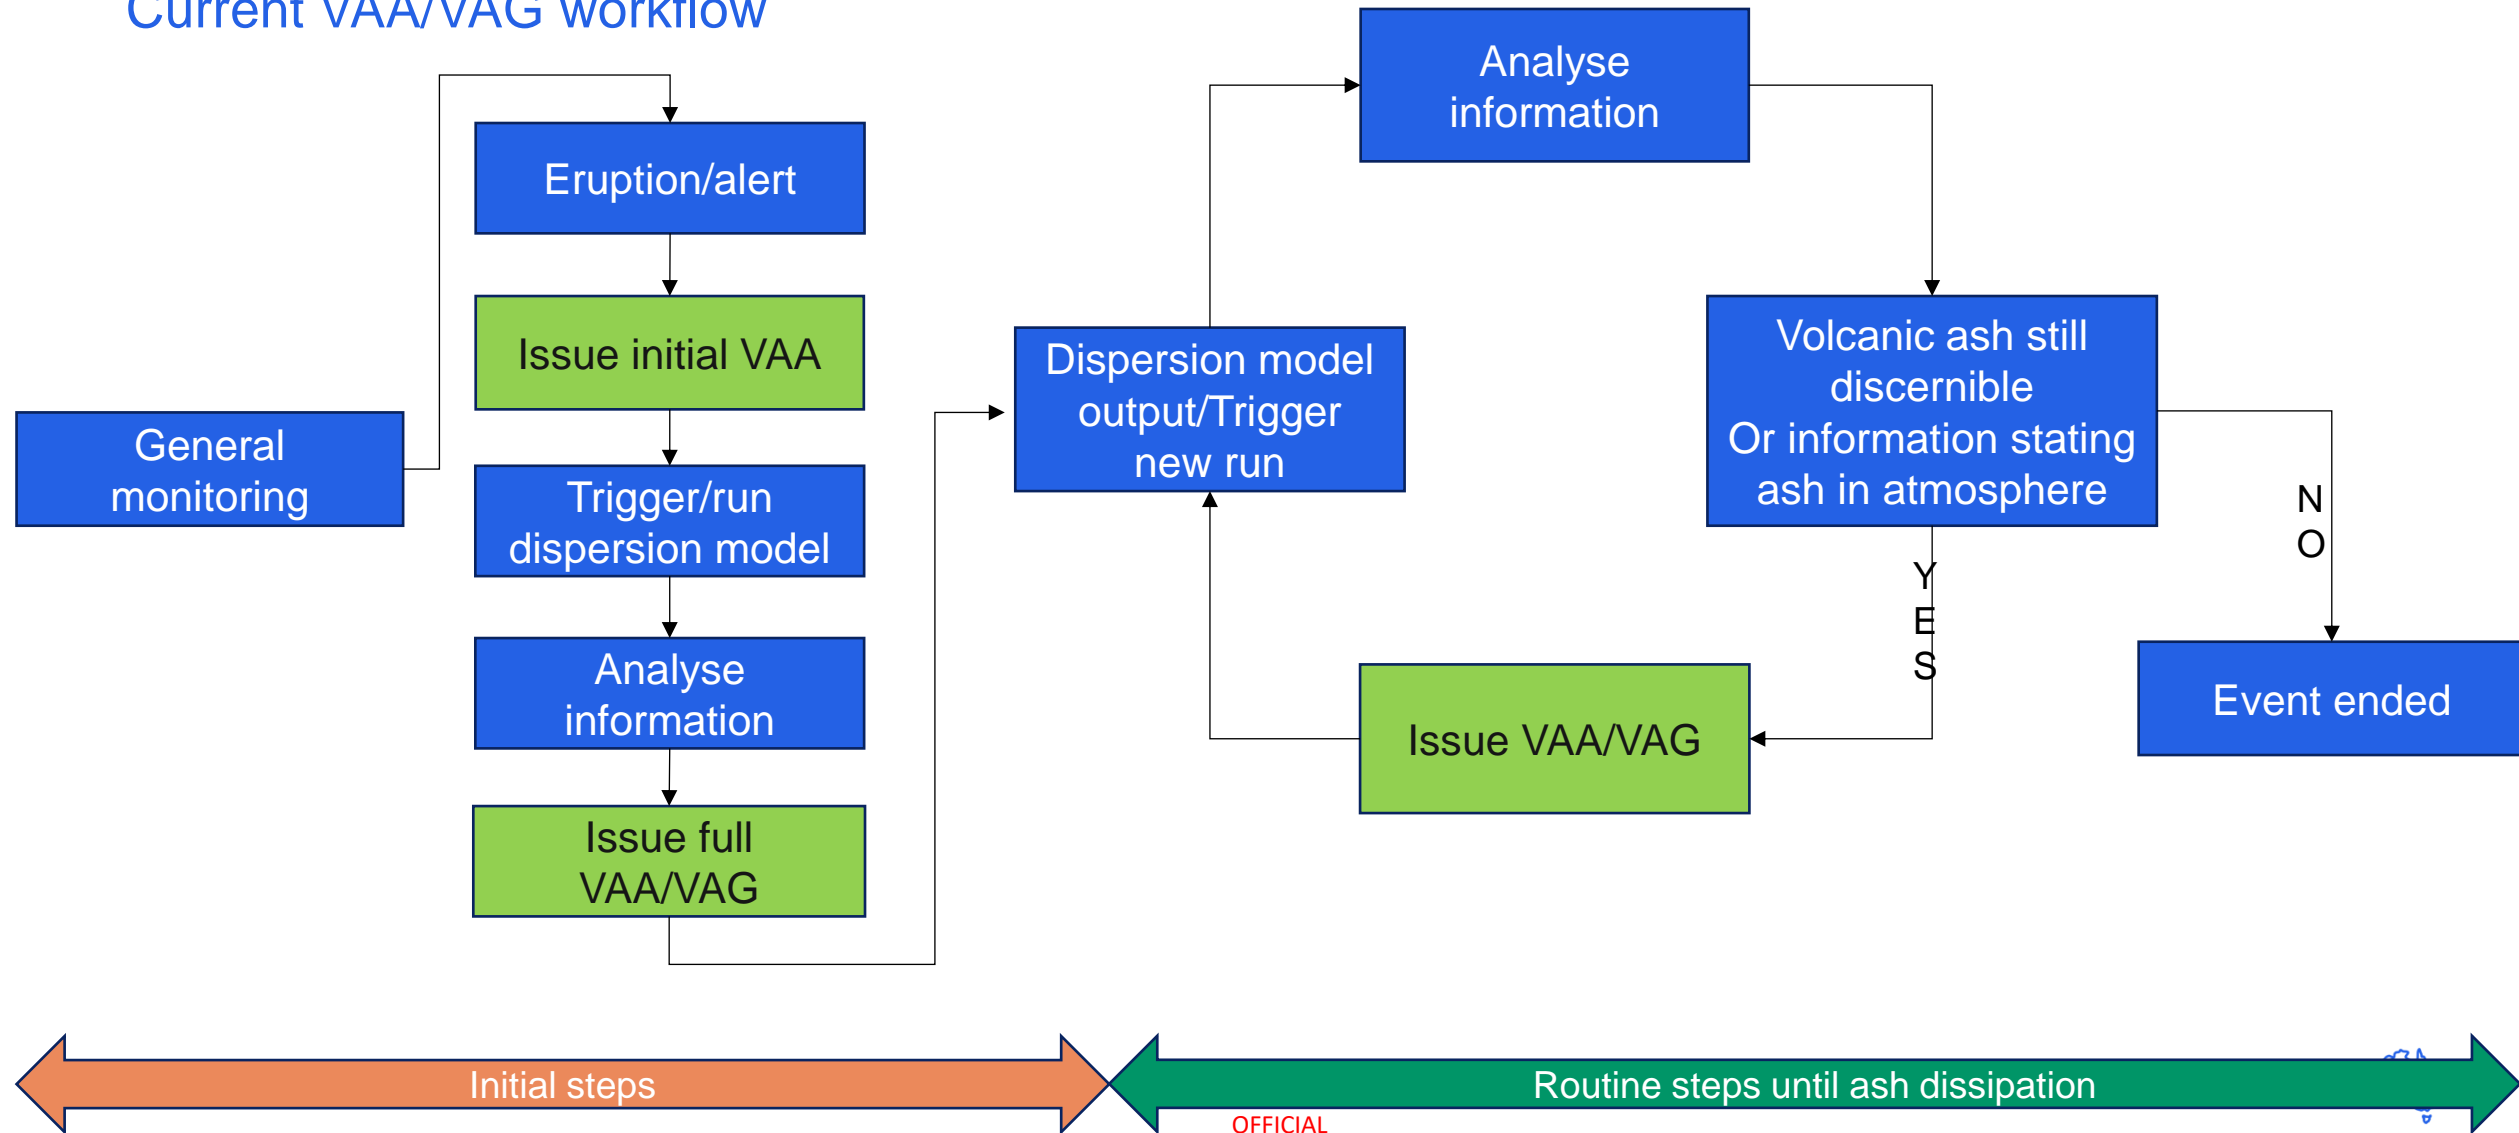 Current VAA/VAG workflow
General
monitoring
Eruption/alert
Issue initial VAA
Trigger/run
dispersion model
Analyse
information
Issue full
VAA/VAG
Dispersion model
output/Trigger
new run
Analyse
information
Volcanic ash still
discernible
Or information stating
ash in atmosphere
Y
E
S
N
O
Issue VAA/VAG
Event ended
Initial steps
Routine steps until ash dissipation
OFFICIAL